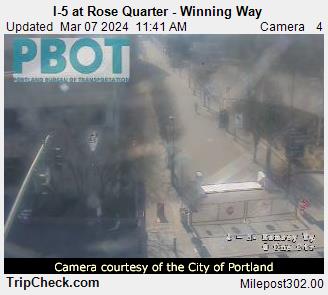 I-5 at Rose Quarter - Winning Way
Updated  Mar 07 2024  11:41 AM
Camera  4
PBOT
PORTLAND BUREAU OF TRANSPORTATION
Camera courtesy of the City of Portland
TripCheck.com
Milepost302.00